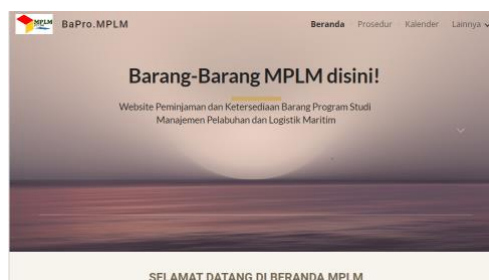 MPLM BaPro.MPLM Beranda Prosedur Kalender Lainnya
Barang-Barang MPLM disini!
Website Peminjaman dan Ketersediaan Barang Program Studi
Manajemen Pelabuhan dan Logistik Maritim
SELAMAT DATANG DI BERANDA MPLM